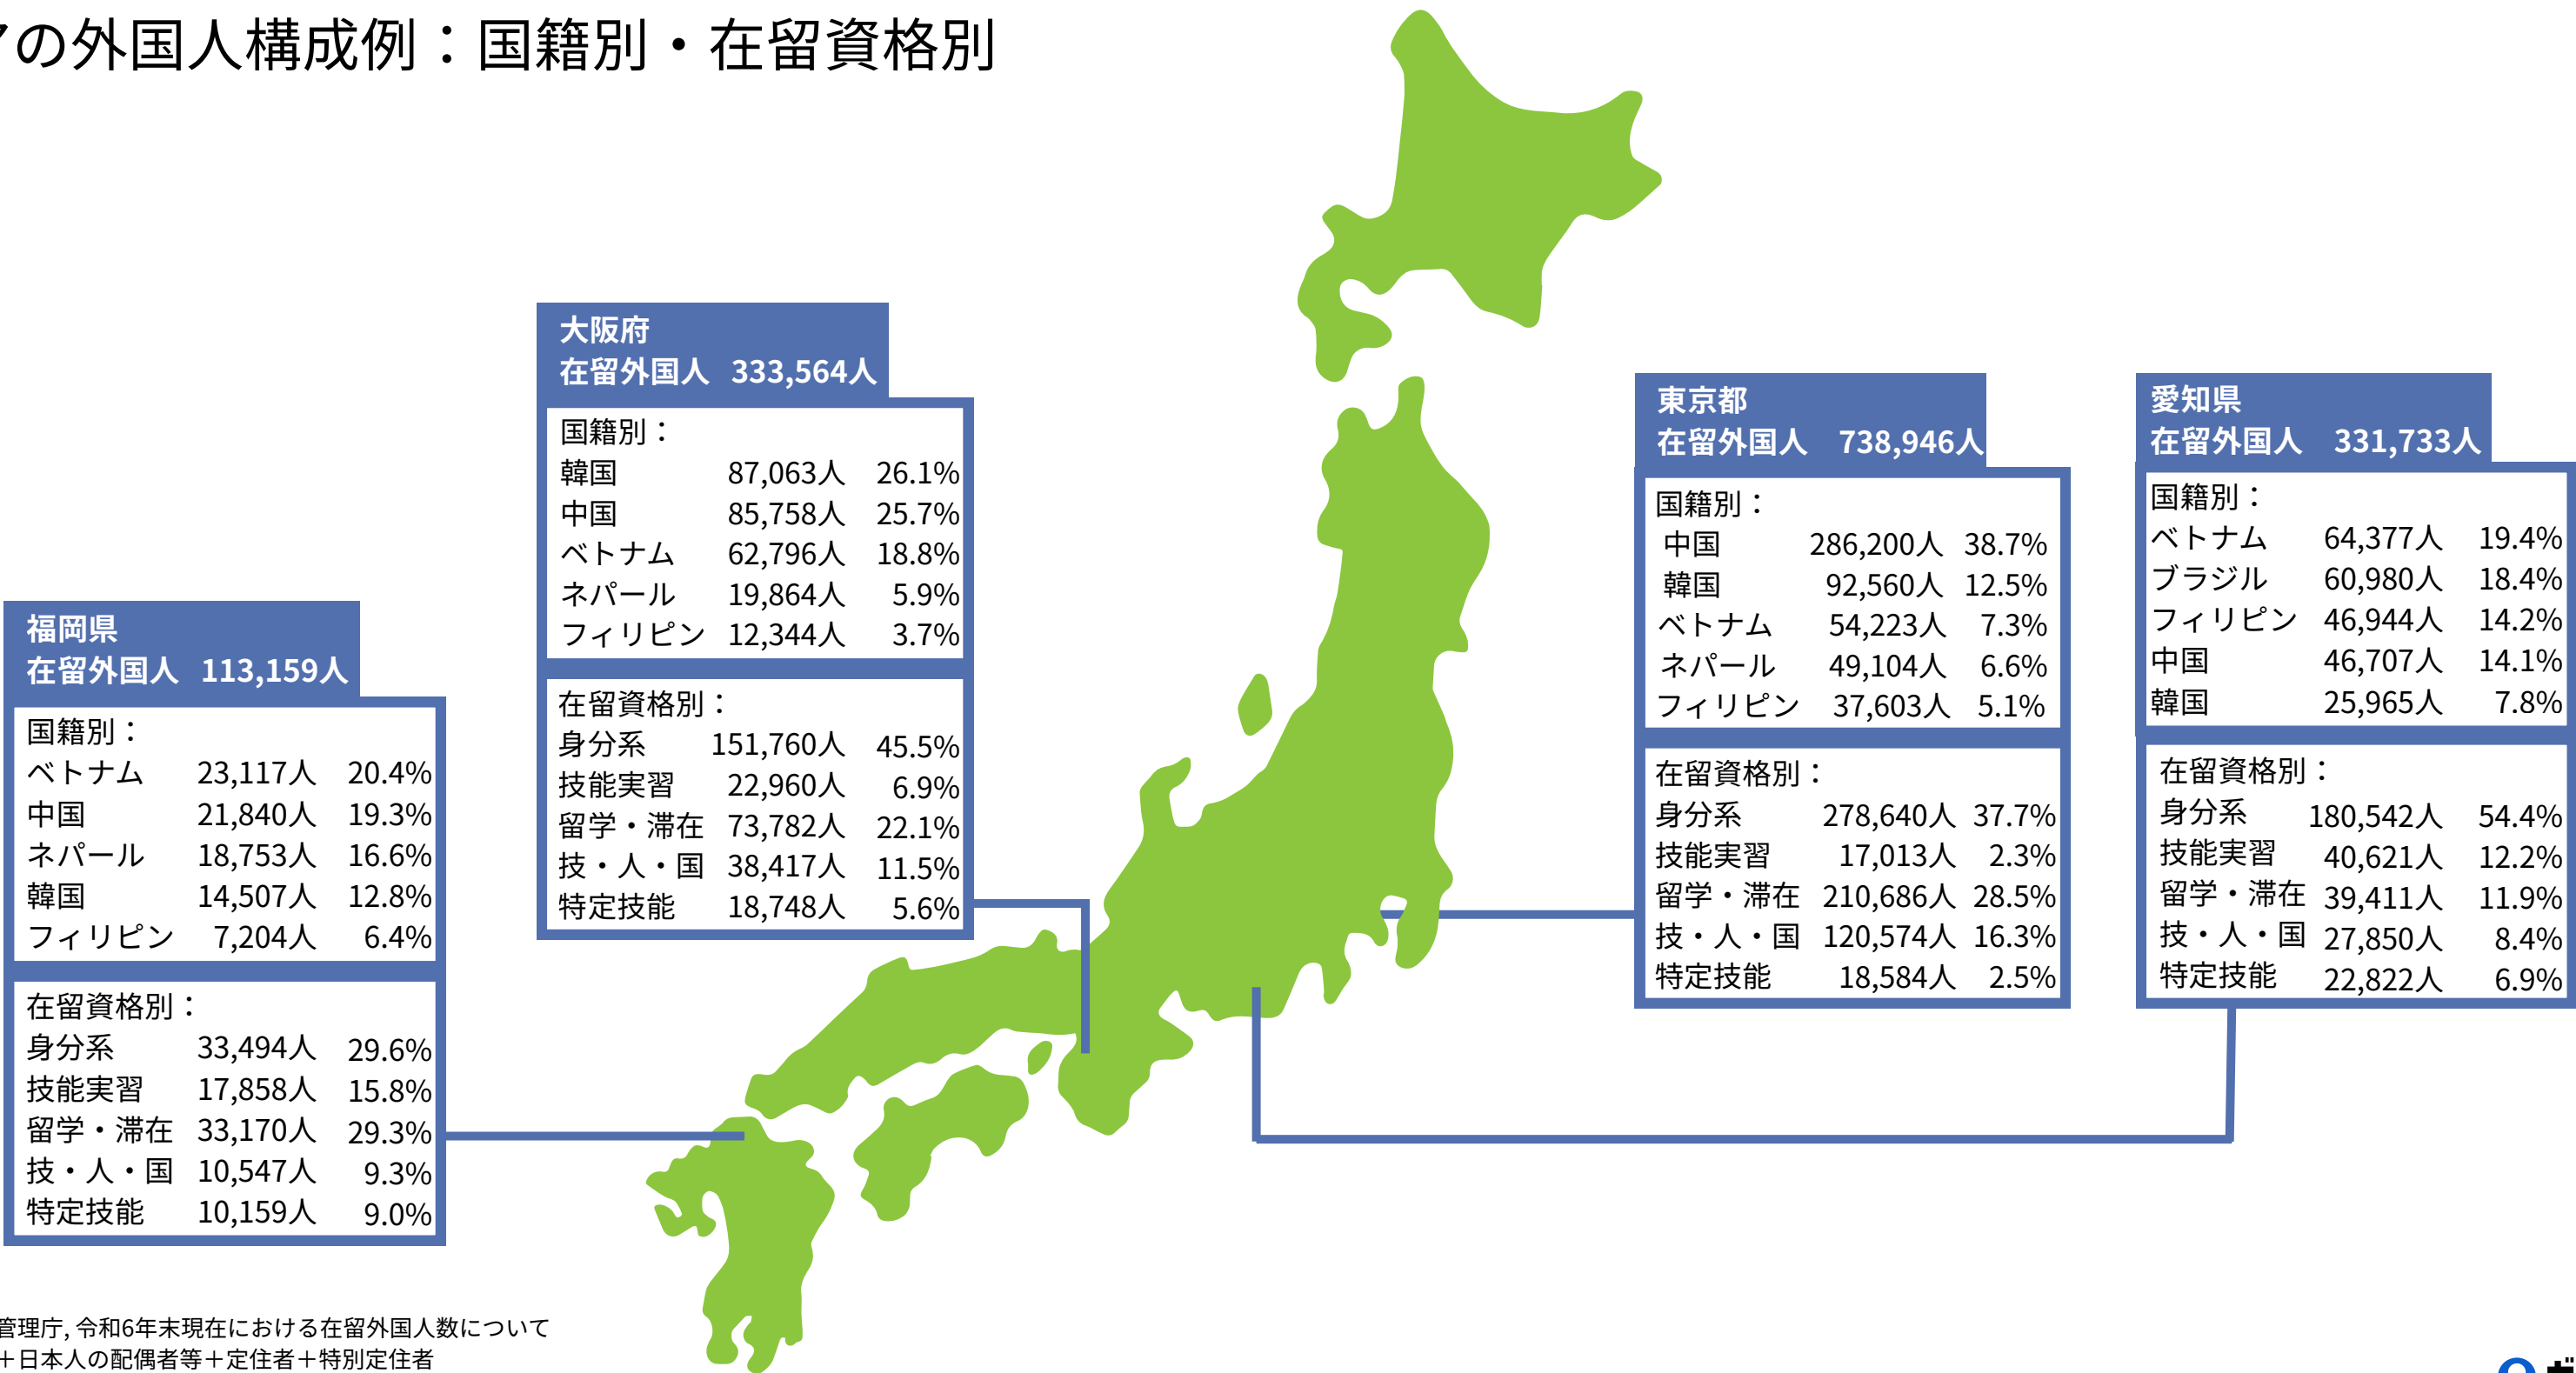 の外国人構成例：国籍別・在留資格別
大阪府
在留外国人 333,564人
国籍別：
韓国 87,063人 26.1%
中国 85,758人 25.7%
ベトナム 62,796人 18.8%
ネパール 19,864人 5.9%
フィリピン 12,344人 3.7%
在留資格別：
身分系 151,760人 45.5%
技能実習 22,960人 6.9%
留学・滞在 73,782人 22.1%
技・人・国 38,417人 11.5%
特定技能 18,748人 5.6%
東京都
在留外国人 738,946人
国籍別：
中国 286,200人 38.7%
韓国 92,560人 12.5%
ベトナム 54,223人 7.3%
ネパール 49,104人 6.6%
フィリピン 37,603人 5.1%
在留資格別：
身分系 278,640人 37.7%
技能実習 17,013人 2.3%
留学・滞在 210,686人 28.5%
技・人・国 120,574人 16.3%
特定技能 18,584人 2.5%
愛知県
在留外国人 331,733人
国籍別：
ベトナム 64,377人 19.4%
ブラジル 60,980人 18.4%
フィリピン 46,944人 14.2%
中国 46,707人 14.1%
韓国 25,965人 7.8%
在留資格別：
身分系 180,542人 54.4%
技能実習 40,621人 12.2%
留学・滞在 39,411人 11.9%
技・人・国 27,850人 8.4%
特定技能 22,822人 6.9%
福岡県
在留外国人 113,159人
国籍別：
ベトナム 23,117人 20.4%
中国 21,840人 19.3%
ネパール 18,753人 16.6%
韓国 14,507人 12.8%
フィリピン 7,204人 6.4%
在留資格別：
身分系 33,494人 29.6%
技能実習 17,858人 15.8%
留学・滞在 33,170人 29.3%
技・人・国 10,547人 9.3%
特定技能 10,159人 9.0%
管理庁, 令和6年末現在における在留外国人数について
＋日本人の配偶者等＋定住者＋特別定住者